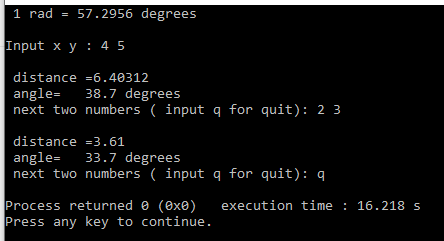 1 rad = 57.2956 degrees
Input x y : 4 5
distance =6.40312
angle=   38.7 degrees
next two numbers ( input q for quit): 2 3
distance =3.61
angle=   33.7 degrees
next two numbers ( input q for quit): q
Process returned 0 (0x0)   execution time : 16.218 s
Press any key to continue.